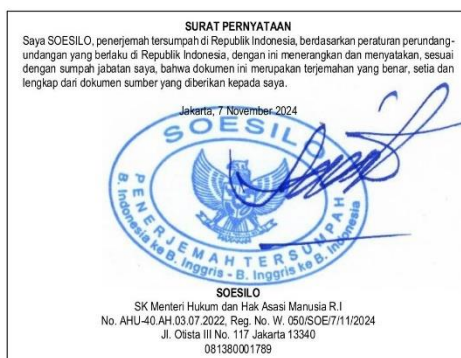 SURAT PERNYATAAN
Saya SOESILO, penerjemah tersumpah di Republik Indonesia, berdasarkan peraturan perundang-
undangan yang berlaku di Republik Indonesia, dengan ini menerangkan dan menyatakan, sesuai
dengan sumpah jabatan saya, bahwa dokumen ini merupakan terjemahan yang benar, setia dan
lengkap dari dokumen sumber yang diberikan kepada saya.
Jakarta, 7 November 2024
SOESILO
PENERJEMAH TERSUMPAH
B. Indonesia ke B. Inggris - B. Inggris ke B. Indonesia
SOESILO
SK Menteri Hukum dan Hak Asasi Manusia R.I
No. AHU-40.AH.03.07.2022, Reg. No. W. 050/SOE/7/11/2024
Jl. Otista III No. 117 Jakarta 13340
081380001789